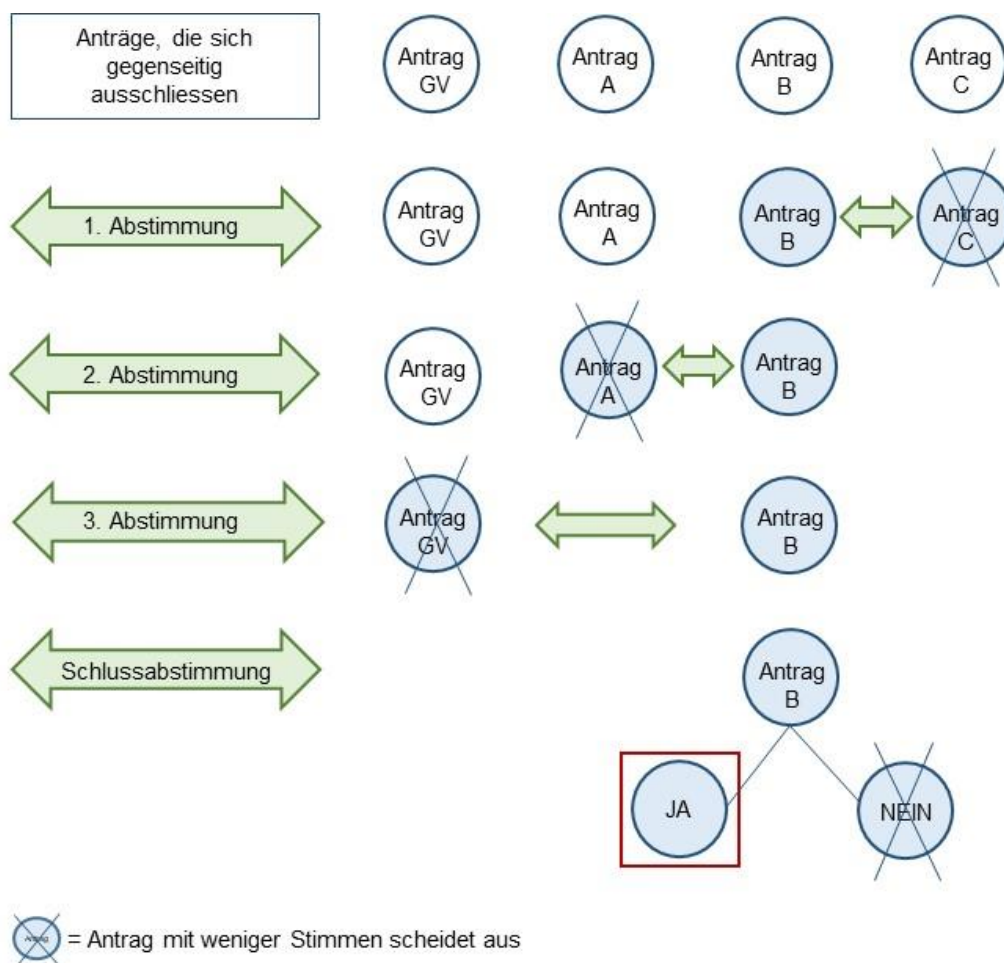 Anträge, die sich
gegenseitig
ausschliessen
Antrag
GV
Antrag
A
Antrag
B
Antrag
C
1. Abstimmung
Antrag
GV
Antrag
A
Antrag
B
Antrag
C
2. Abstimmung
Antrag
GV
Antrag
A
Antrag
B
3. Abstimmung
Antrag
GV
Antrag
B
Schlussabstimmung
Antrag
B
JA
NEIN
Antrag
= Antrag mit weniger Stimmen scheidet aus